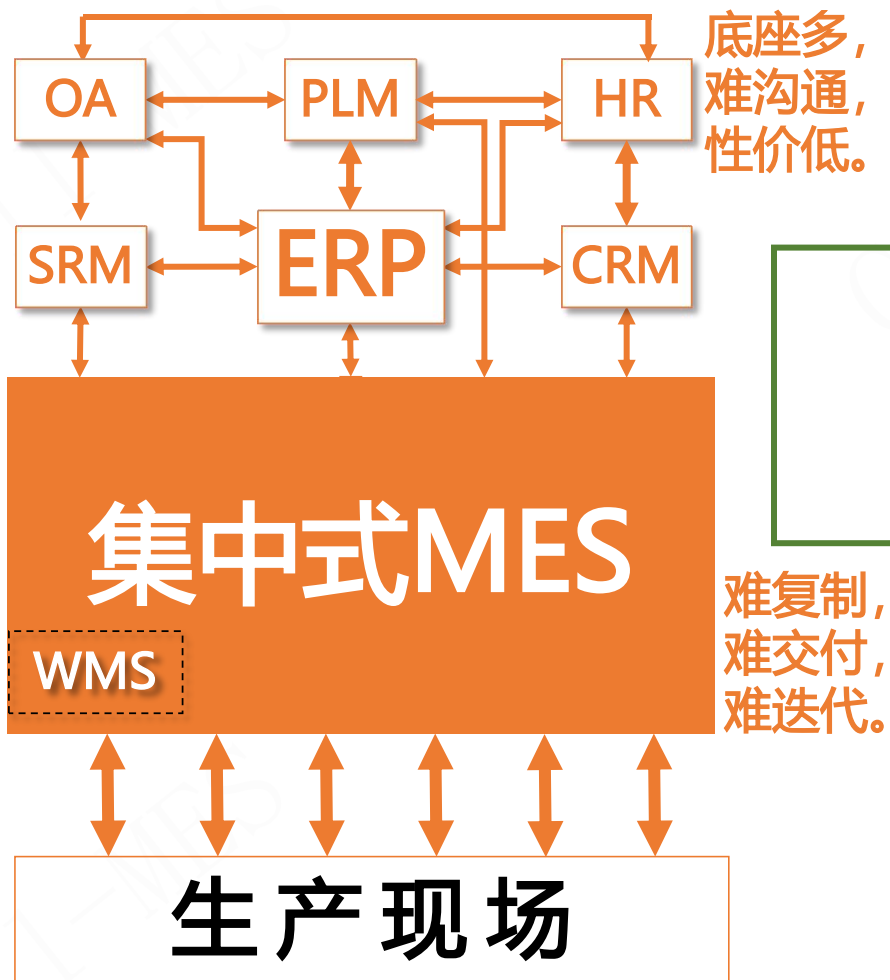 底座多，
难沟通，
性价低。
OA
PLM
HR
SRM
ERP
CRM
集中式MES
WMS
难复制，
难交付，
难迭代。
生产现场